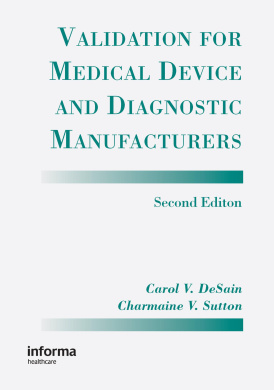 VALIDATION FOR
MEDICAL DEVICE
AND DIAGNOSTIC
MANUFACTURERS
Second Editon
Carol V. DeSain
Charmaine V. Sutton
informa
healthcare